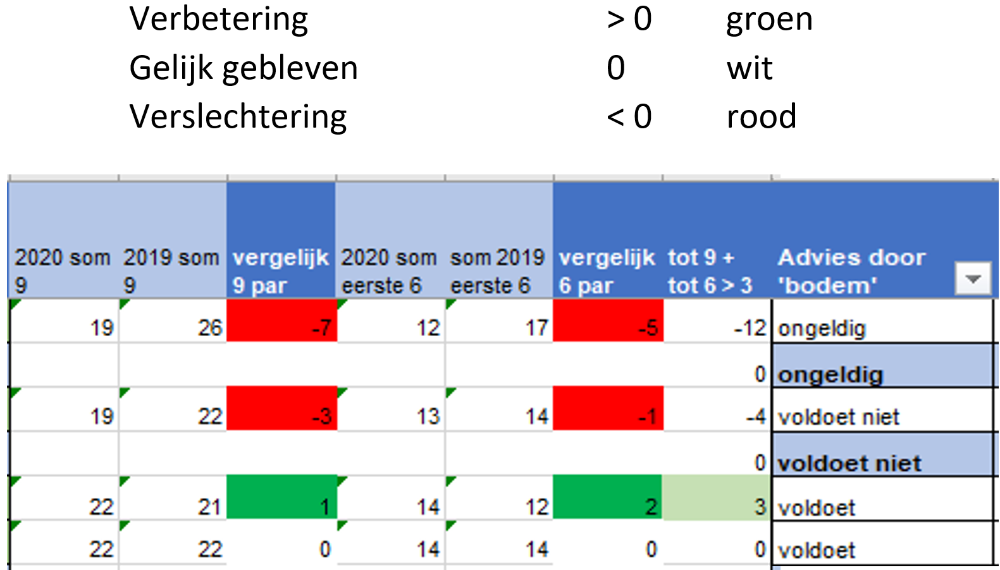 Verbetering > 0 groen
Gelijk gebleven 0 wit
Verslechtering < 0 rood
2020 som 9 2019 som 9 vergelijk 9 par 2020 som eerste 6 som 2019 eerste 6 vergelijk 6 par tot 9 + tot 6 > 3 Advies door 'bodem'
19 26 -7 12 17 -5 -12 ongeldig
0 ongeldig
19 22 -3 13 14 -1 -4 voldoet niet
0 voldoet niet
22 21 1 14 12 2 3 voldoet
22 22 0 14 14 0 0 voldoet